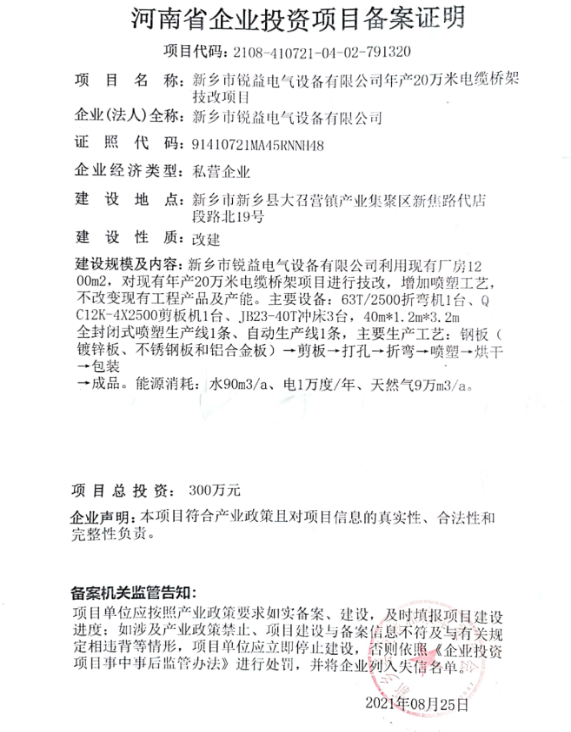 河南省企业投资项目备案证明
项目代码：2108-410721-04-02-791320
项目名称：新乡市锐益电气设备有限公司年产20万米电缆桥架
技改项目
企业(法人)全称：新乡市锐益电气设备有限公司
证照代码：91410721MA45RNNH48
企业经济类型：私营企业
建设地点：新乡市新乡县大召营镇产业集聚区新焦路代店
段路北19号
建设性质：改建
建设规模及内容：新乡市锐益电气设备有限公司利用现有厂房12
00m2，对现有年产20万米电缆桥架项目进行技改，增加喷塑工艺，
不改变现有工程产品及产能。主要设备：63T/2500折弯机1台、Q
C12K-4X2500剪板机1台、JB23-40T冲床3台，40m*1.2m*3.2m
全封闭式喷塑生产线1条、自动生产线1条，主要生产工艺：钢板（
镀锌板、不锈钢板和铝合金板）→剪板→打孔→折弯→喷塑→烘干
→包装
→成品。能源消耗：水90m3/a、电1万度/年、天然气9万m3/a。
项目总投资：300万元
企业声明：本项目符合产业政策且对项目信息的真实性、合法性和
完整性负责。
备案机关监管告知：
项目单位应按照产业政策要求如实备案、建设，及时填报项目建设
进度；如涉及产业政策禁止、项目建设与备案信息不符及与有关规
定相违背等情形，项目单位应立即停止建设，否则依照《企业投资
项目事中事后监管办法》进行处罚，并将企业列入失信名单。
2021年08月25日